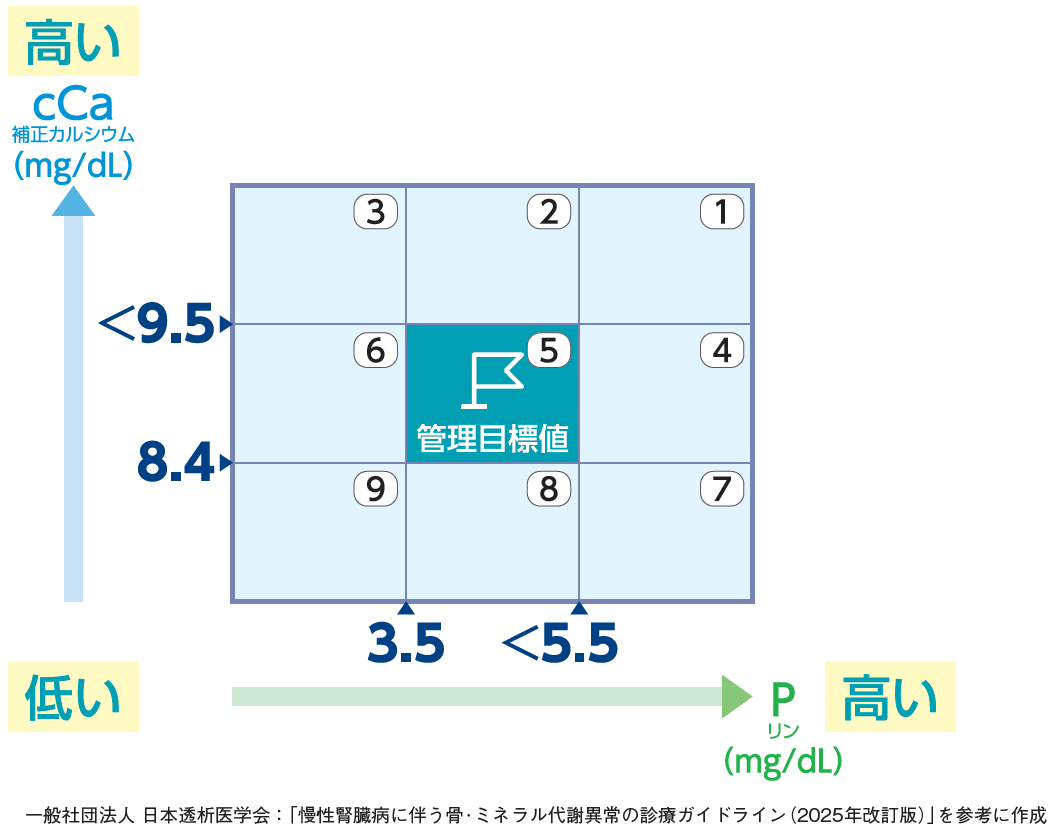 高い
cCa
補正カルシウム
(mg/dL)
3
2
1
<9.5
6
5
4
管理目標値
8.4
9
8
7
3.5
<5.5
低い
P
高い
リン
(mg/dL)
一般社団法人 日本透析医学会：「慢性腎臓病に伴う骨･ミネラル代謝異常の診療ガイドライン（2025年改訂版）」を参考に作成